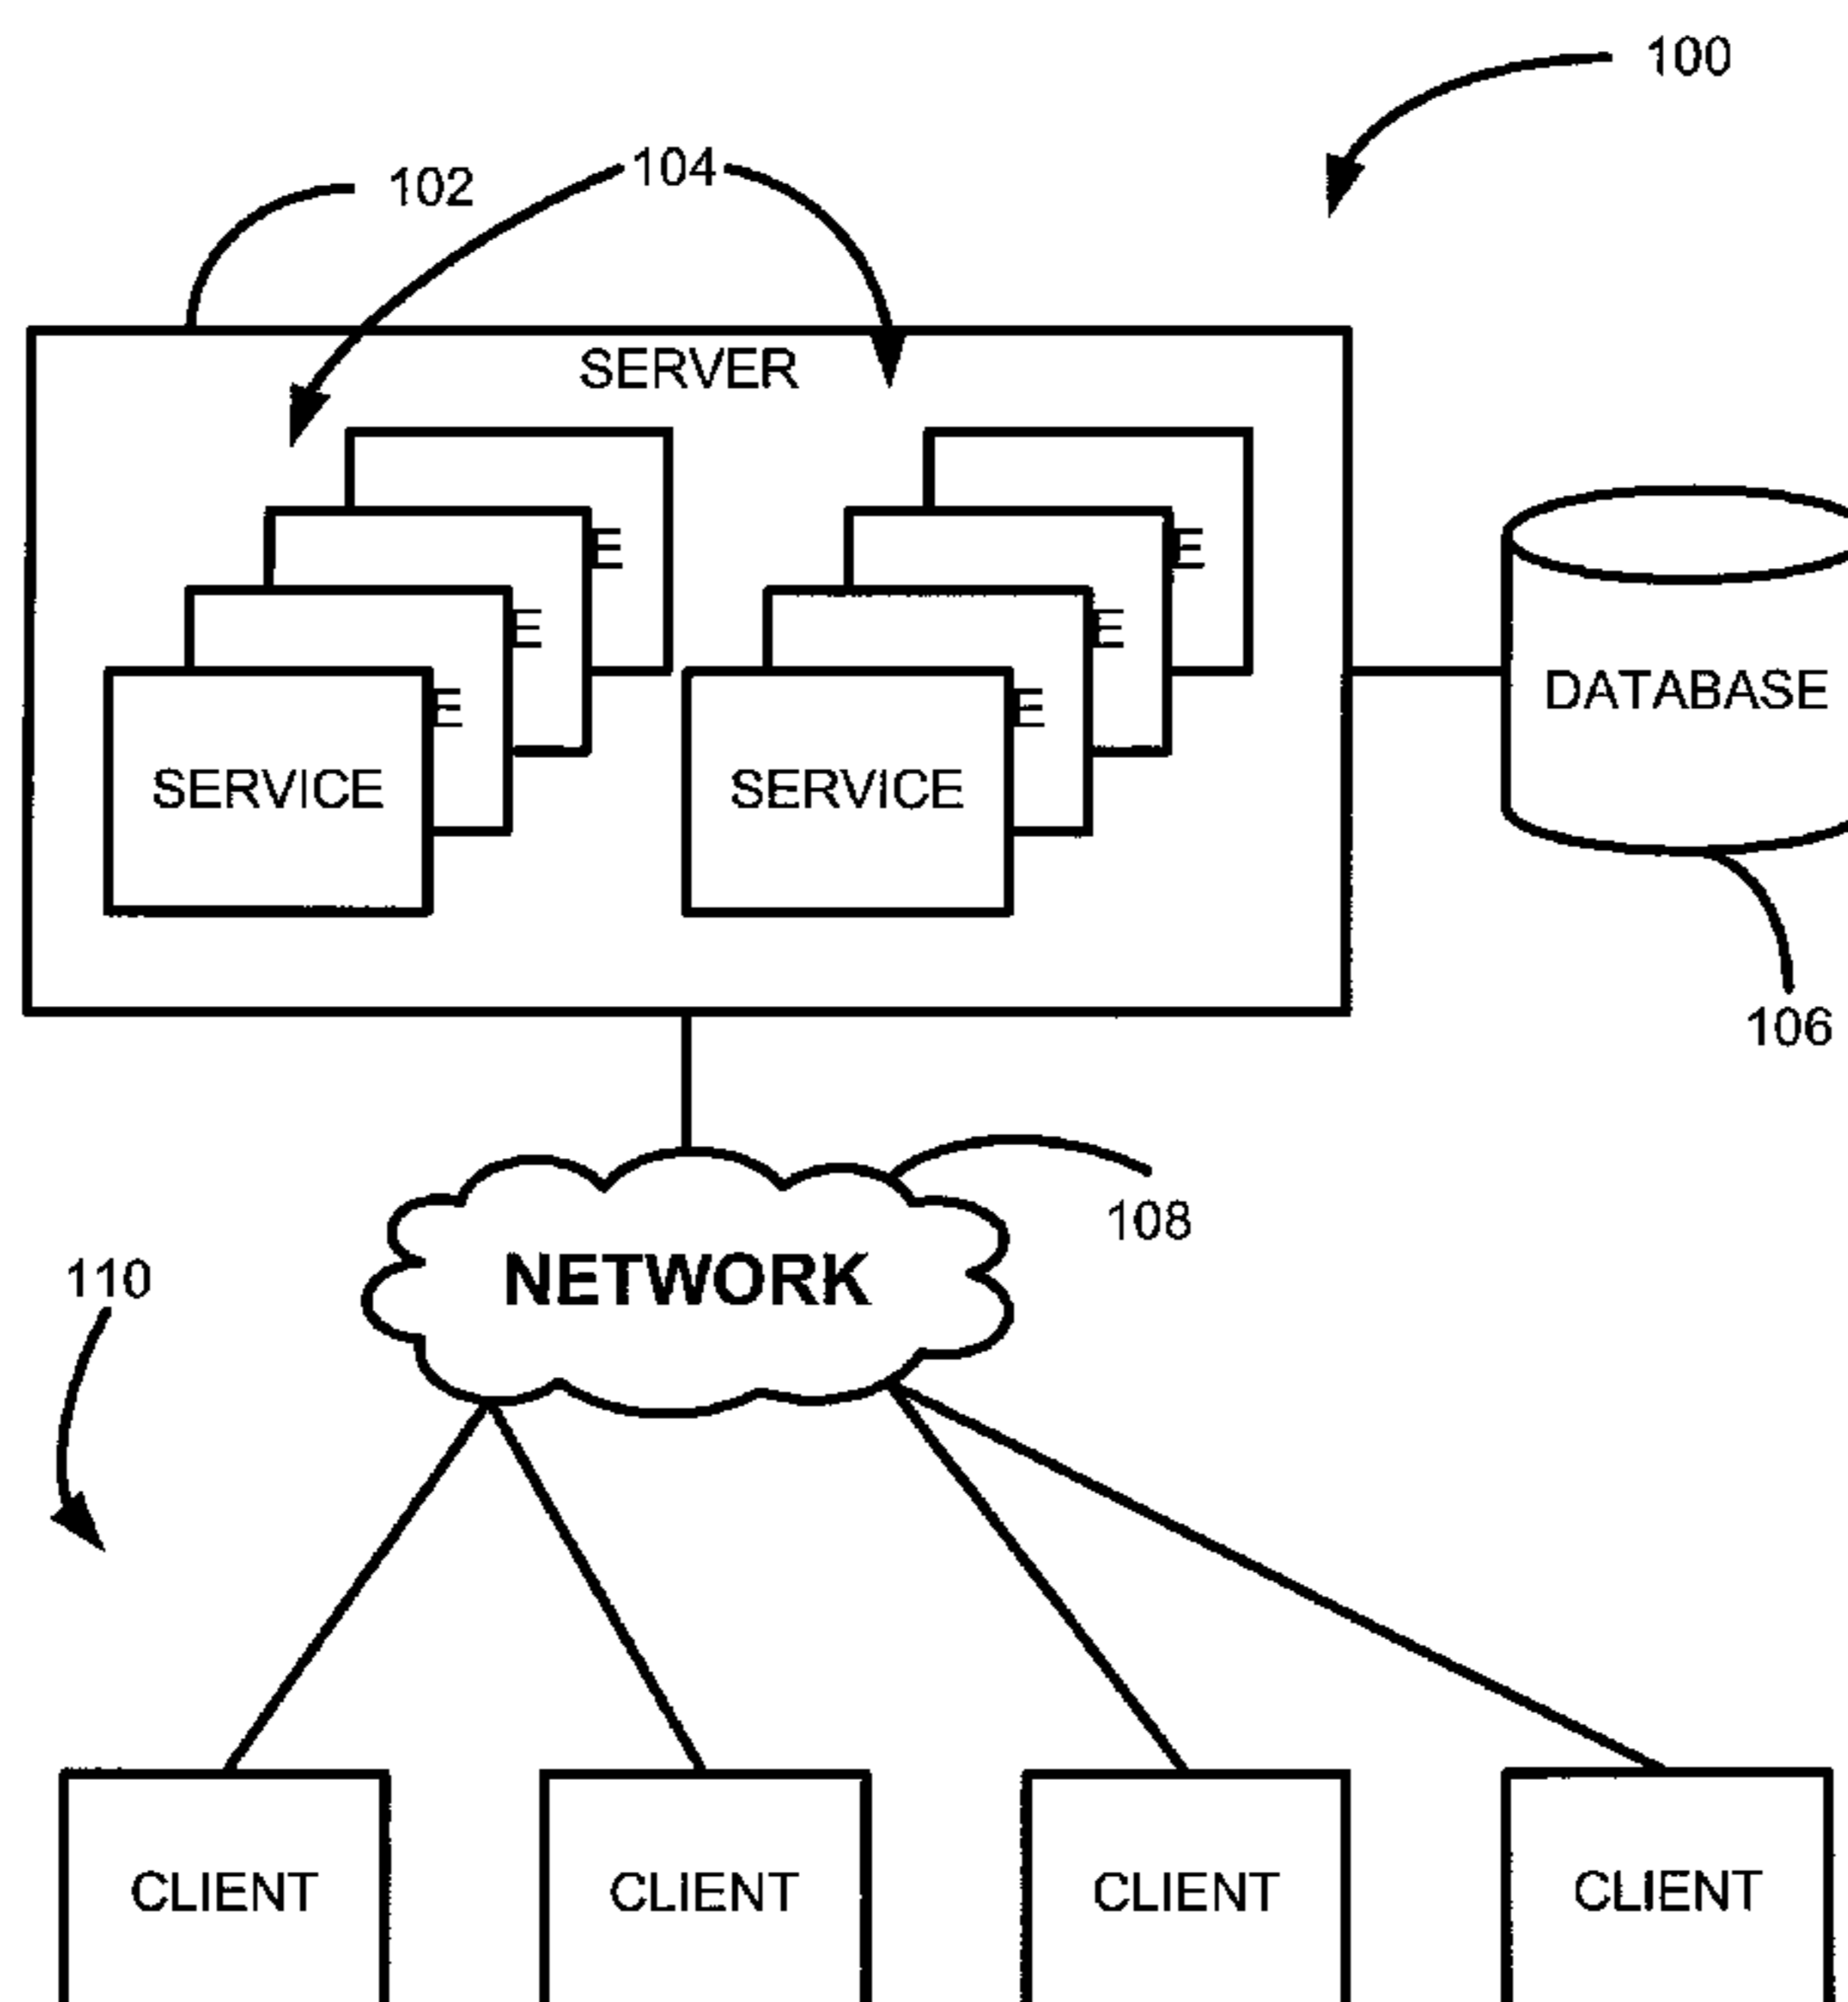 100
102
104
SERVER
E
E
E
E
E
E
SERVICE
SERVICE
DATABASE
106
108
NETWORK
110
CLIENT
CLIENT
CLIENT
CLIENT